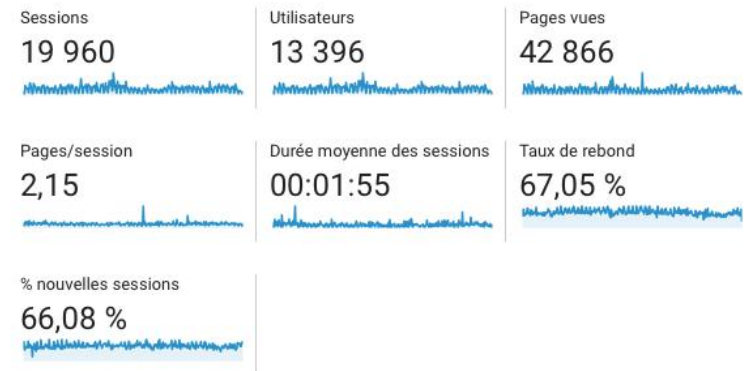 Sessions
19 960
Utilisateurs
13 396
Pages vues
42 866
Pages/session
2,15
Durée moyenne des sessions
00:01:55
Taux de rebond
67,05 %
% nouvelles sessions
66,08 %